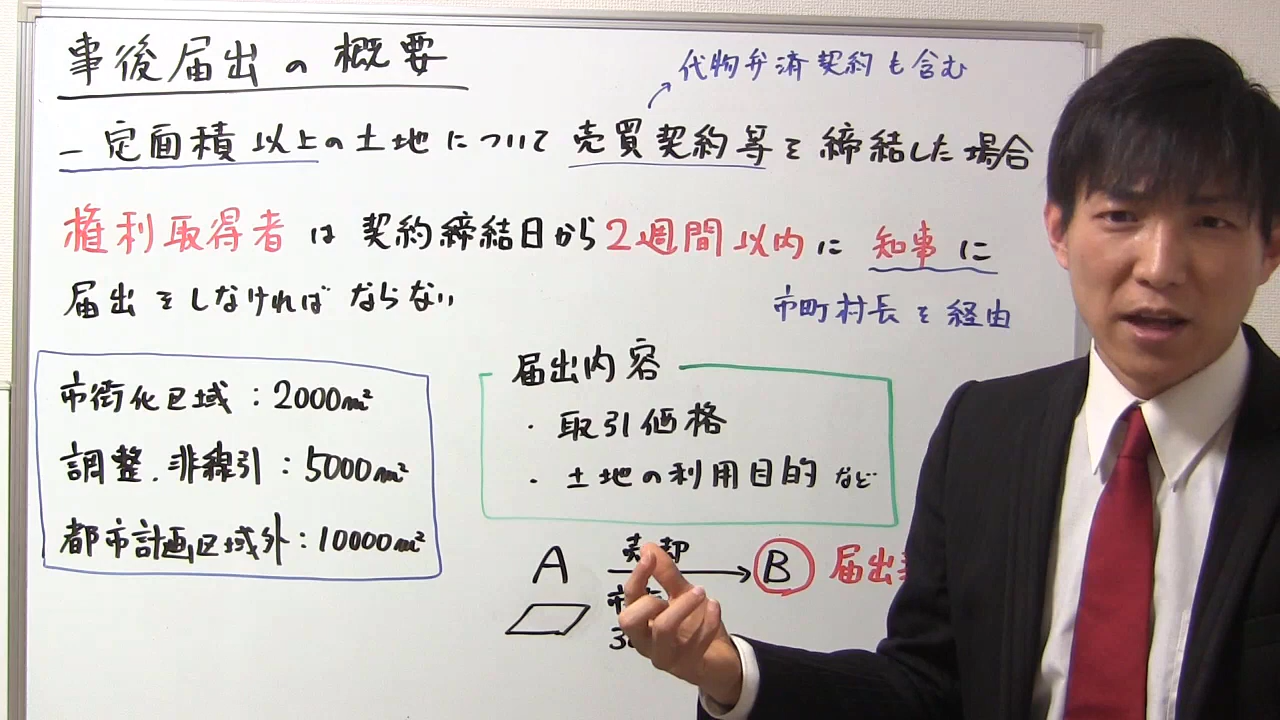 事後届出の概要
代物弁済契約も含む
一定面積以上の土地について売買契約等を締結した場合
権利取得者は契約締結日から2週間以内に知事に
届出をしなければならない
市町村長を経由
市街化区域：2000㎡
調整．非線引：5000㎡
都市計画区域外：10000㎡
届出内容
・取引価格
・土地の利用目的など
A 売却 B 届出
市